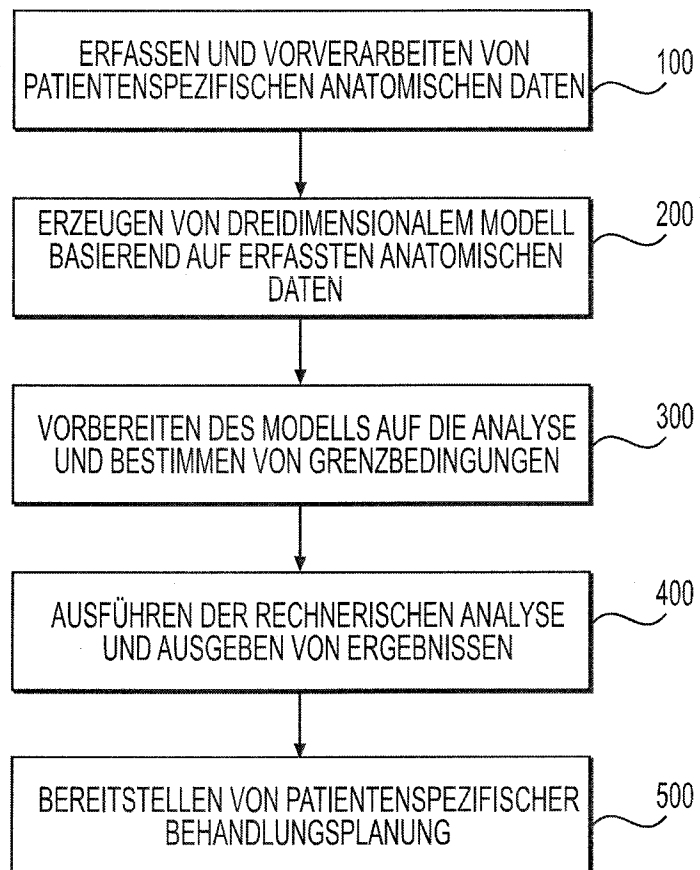 ERFASSEN UND VORVERARBEITEN VON
PATIENTENSPEZIFISCHEN ANATOMISCHEN DATEN
100
ERZEUGEN VON DREIDIMENSIONALEM MODELL
BASIEREND AUF ERFASSTEN ANATOMISCHEN
DATEN
200
VORBEREITEN DES MODELLS AUF DIE ANALYSE
UND BESTIMMEN VON GRENZBEDINGUNGEN
300
AUSFÜHREN DER RECHNERISCHEN ANALYSE
UND AUSGEBEN VON ERGEBNISSEN
400
BEREITSTELLEN VON PATIENTENSPEZIFISCHER
BEHANDLUNGSPLANUNG
500